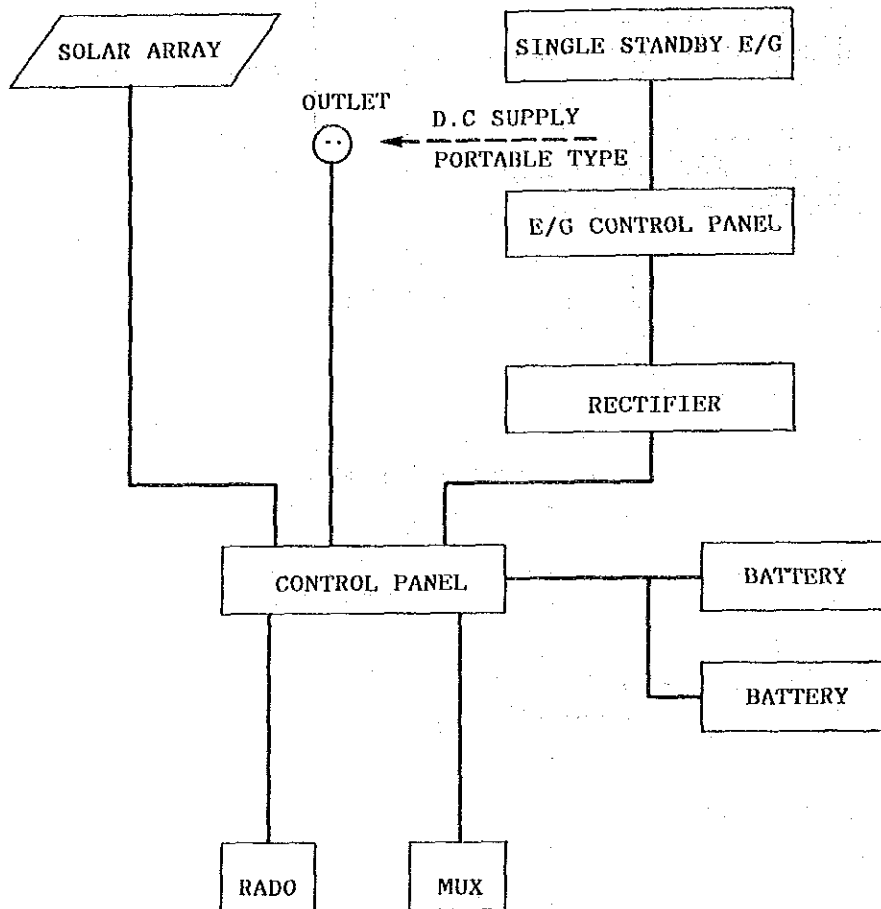 SOLAR ARRAY
SINGLE STANDBY E/G
OUTLET
D.C SUPPLY
PORTABLE TYPE
E/G CONTROL PANEL
RECTIFIER
CONTROL PANEL
BATTERY
BATTERY
RADO
MUX